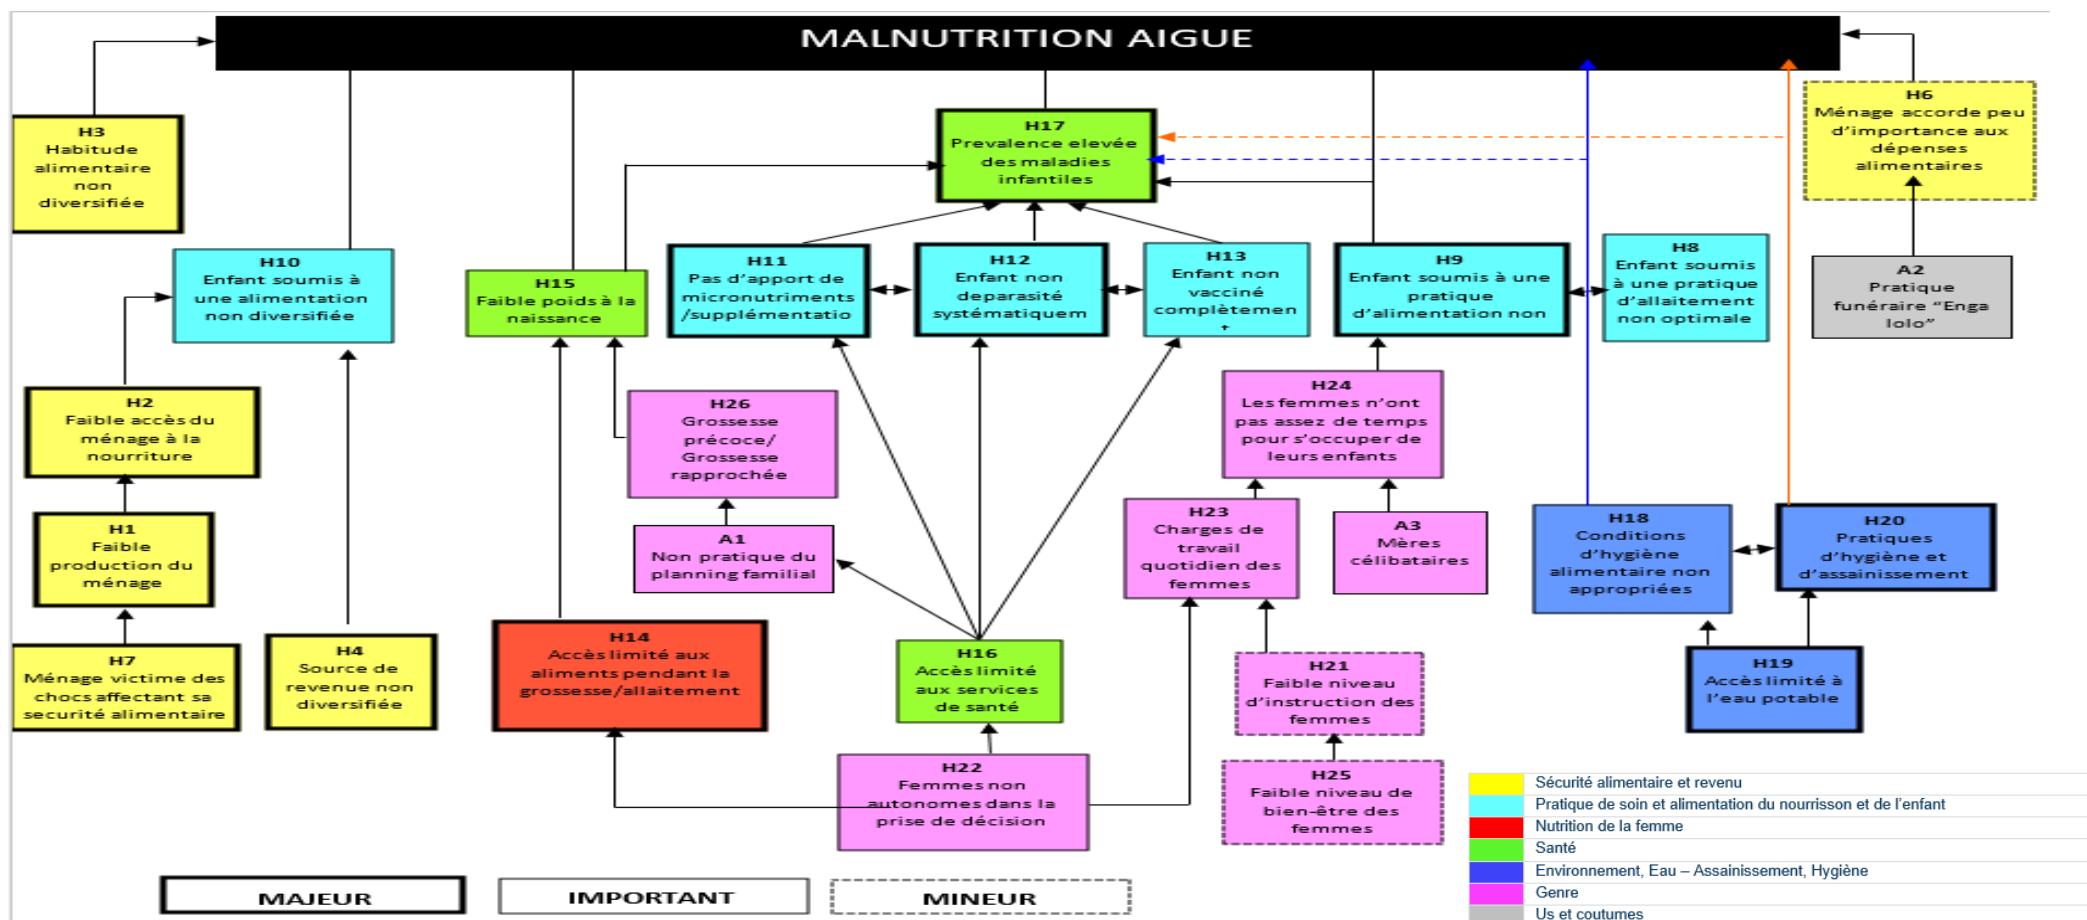 MALNUTRITION AIGUE
H3
Habitude
alimentaire
non
diversifiée
H17
Prevalence elevée
des maladies
infantiles
H6
Ménage accorde peu
d'importance aux
dépenses
alimentaires
H10
Enfant soumis à
une alimentation
non diversifiée
H15
Faible poids à la
naissance
H11
Pas d'apport de
micronutriments
/supplémentatio
H12
Enfant non
deparasité
systématiquem
H13
Enfant non
vacciné
complètemen
t
H9
Enfant soumis à une
pratique
d'alimentation non
H8
Enfant soumis
à une pratique
d'allaitement
non optimale
A2
Pratique
funéraire "Enga
lolo"
H2
Faible accès du
ménage à la
nourriture
H26
Grossesse
précoce/
Grossesse
rapprochée
H24
Les femmes n'ont
pas assez de temps
pour s'occuper de
leurs enfants
H1
Faible
production du
ménage
A1
Non pratique du
planning familial
H23
Charges de
travail
quotidien des
femmes
A3
Mères
célibataires
H18
Conditions
d'hygiène
alimentaire non
appropriées
H20
Pratiques
d'hygiène et
d'assainissement
H7
Ménage victime des
chocs affectant sa
securité alimentaire
H4
Source de
revenue non
diversifiée
H14
Accès limité aux
aliments pendant la
grossesse/allaitement
H16
Accès limité
aux services
de santé
H21
Faible niveau
d'instruction des
femmes
H19
Accès limité à
l'eau potable
H22
Femmes non
autonomes dans la
prise de décision
H25
Faible niveau de
bien-être des
femmes
Sécurité alimentaire et revenu
Pratique de soin et alimentation du nourrisson et de l'enfant
Nutrition de la femme
Santé
Environnement, Eau – Assainissement, Hygiène
Genre
Us et coutumes
MAJEUR
IMPORTANT
MINEUR